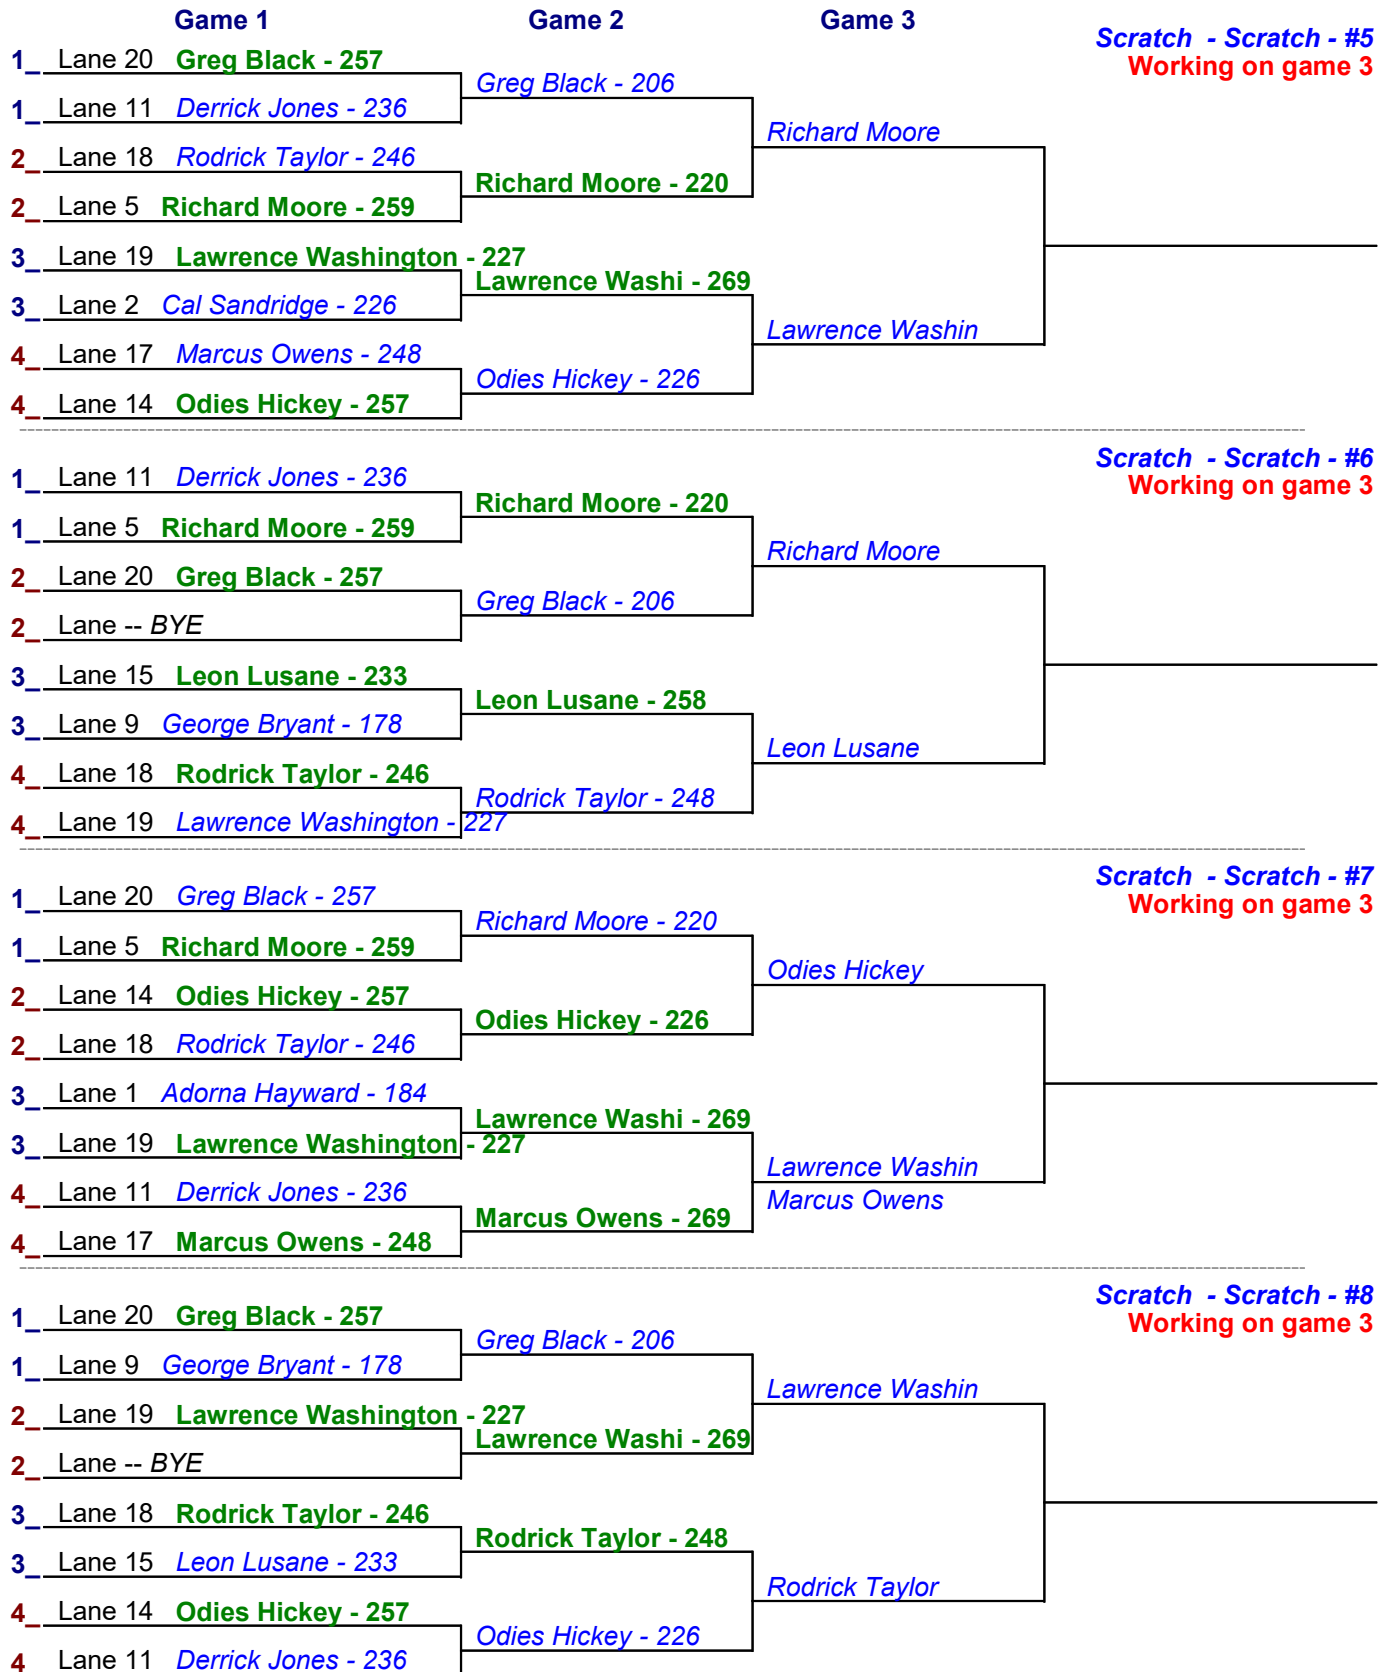 Game 1 Game 2 Game 3
Scratch - Scratch - #5
Working on game 3
1_ Lane 20 Greg Black - 257
Greg Black - 206
1_ Lane 11 Derrick Jones - 236
Richard Moore
2_ Lane 18 Rodrick Taylor - 246
Richard Moore - 220
2_ Lane 5 Richard Moore - 259
3_ Lane 19 Lawrence Washington - 227
Lawrence Washi - 269
3_ Lane 2 Cal Sandridge - 226
Lawrence Washin
4_ Lane 17 Marcus Owens - 248
Odies Hickey - 226
4_ Lane 14 Odies Hickey - 257
Scratch - Scratch - #6
Working on game 3
1_ Lane 11 Derrick Jones - 236
Richard Moore - 220
1_ Lane 5 Richard Moore - 259
Richard Moore
2_ Lane 20 Greg Black - 257
Greg Black - 206
2_ Lane -- BYE
3_ Lane 15 Leon Lusane - 233
Leon Lusane - 258
3_ Lane 9 George Bryant - 178
Leon Lusane
4_ Lane 18 Rodrick Taylor - 246
Rodrick Taylor - 248
4_ Lane 19 Lawrence Washington - 227
Scratch - Scratch - #7
Working on game 3
1_ Lane 20 Greg Black - 257
Richard Moore - 220
1_ Lane 5 Richard Moore - 259
Odies Hickey
2_ Lane 14 Odies Hickey - 257
Odies Hickey - 226
2_ Lane 18 Rodrick Taylor - 246
3_ Lane 1 Adorna Hayward - 184
Lawrence Washi - 269
3_ Lane 19 Lawrence Washington - 227
Lawrence Washin
4_ Lane 11 Derrick Jones - 236
Marcus Owens
Marcus Owens - 269
4_ Lane 17 Marcus Owens - 248
Scratch - Scratch - #8
Working on game 3
1_ Lane 20 Greg Black - 257
Greg Black - 206
1_ Lane 9 George Bryant - 178
Lawrence Washin
2_ Lane 19 Lawrence Washington - 227
Lawrence Washi - 269
2_ Lane -- BYE
3_ Lane 18 Rodrick Taylor - 246
Rodrick Taylor - 248
3_ Lane 15 Leon Lusane - 233
Rodrick Taylor
4_ Lane 14 Odies Hickey - 257
Odies Hickey - 226
4 Lane 11 Derrick Jones - 236